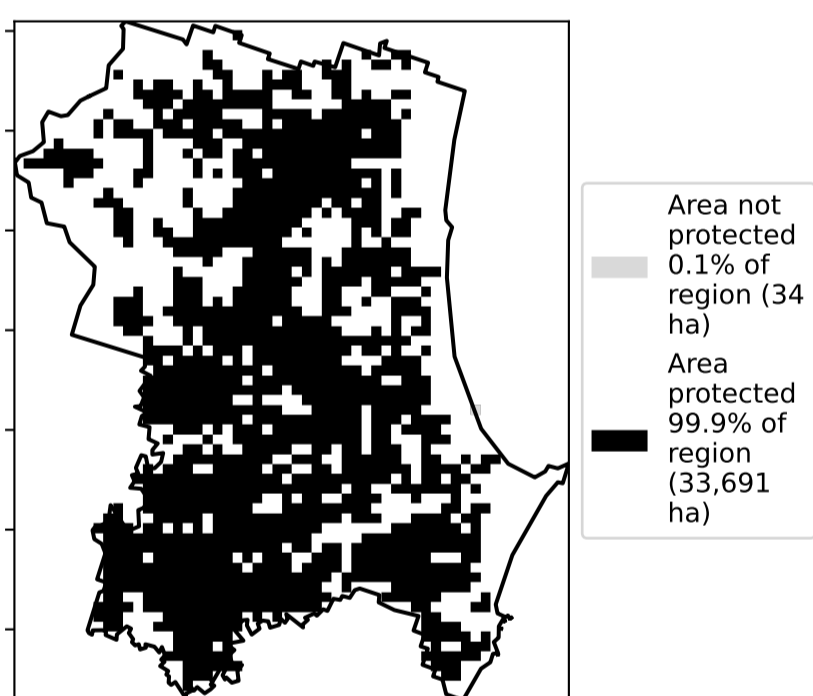 Area not
protected
0.1% of
region (34
ha)
Area
protected
99.9% of
region
(33,691
ha)